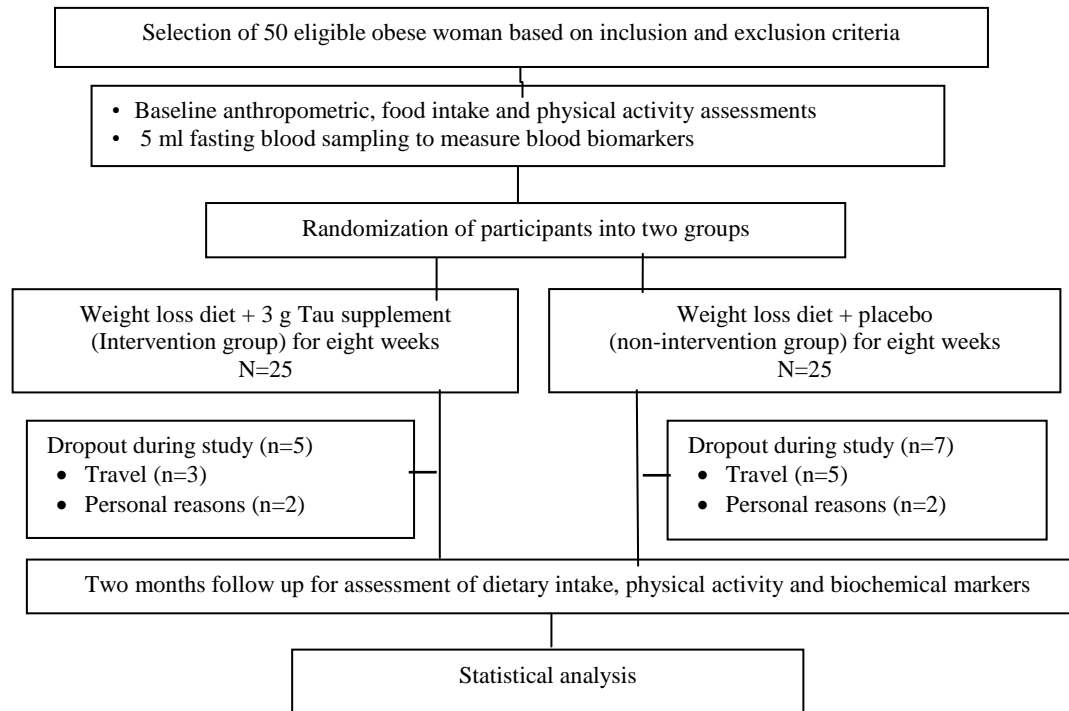 Selection of 50 eligible obese woman based on inclusion and exclusion criteria
• Baseline anthropometric, food intake and physical activity assessments
• 5 ml fasting blood sampling to measure blood biomarkers
Randomization of participants into two groups
Weight loss diet + 3 g Tau supplement
(Intervention group) for eight weeks
N=25
Weight loss diet + placebo
(non-intervention group) for eight weeks
N=25
Dropout during study (n=5)
• Travel (n=3)
• Personal reasons (n=2)
Dropout during study (n=7)
• Travel (n=5)
• Personal reasons (n=2)
Two months follow up for assessment of dietary intake, physical activity and biochemical markers
Statistical analysis